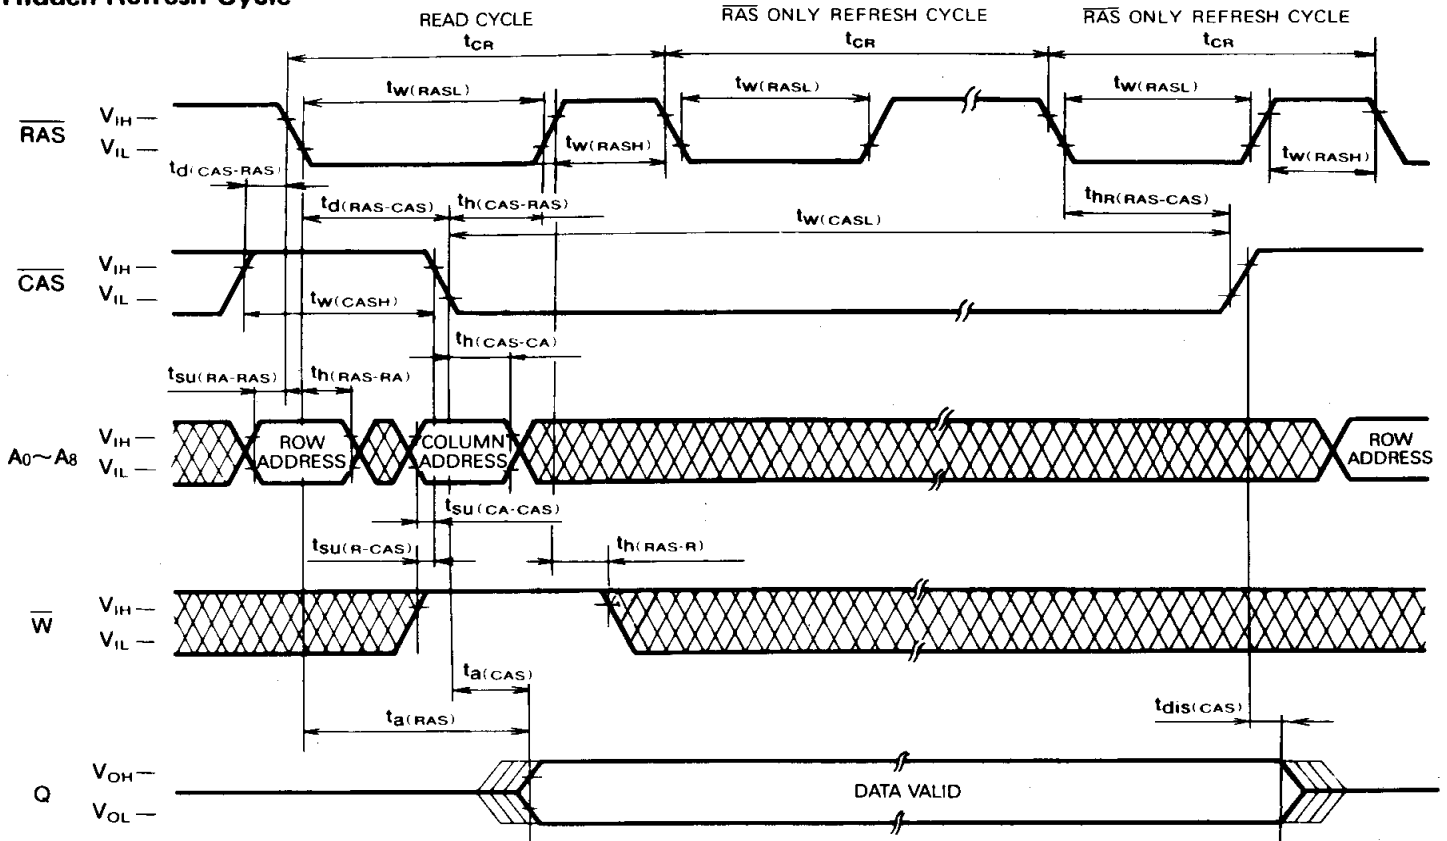 Hidden Refresh Cycle
READ CYCLE
RAS ONLY REFRESH CYCLE
RAS ONLY REFRESH CYCLE
tCR
tCR
tCR
tW(RASL)
tW(RASL)
tW(RASL)
RAS
VIH
VIL
tW(RASH)
tW(RASH)
td(CAS-RAS)
td(RAS-CAS)
th(CAS-RAS)
thR(RAS-CAS)
tW(CASL)
CAS
VIH
VIL
tW(CASH)
th(CAS-CA)
tsu(RA-RAS)
th(RAS-RA)
A0~A8
VIH
VIL
ROW ADDRESS
COLUMN ADDRESS
ROW ADDRESS
tsu(CA-CAS)
tsu(R-CAS)
th(RAS-R)
W
VIH
VIL
ta(CAS)
ta(RAS)
tdis(CAS)
Q
VOH
VOL
DATA VALID